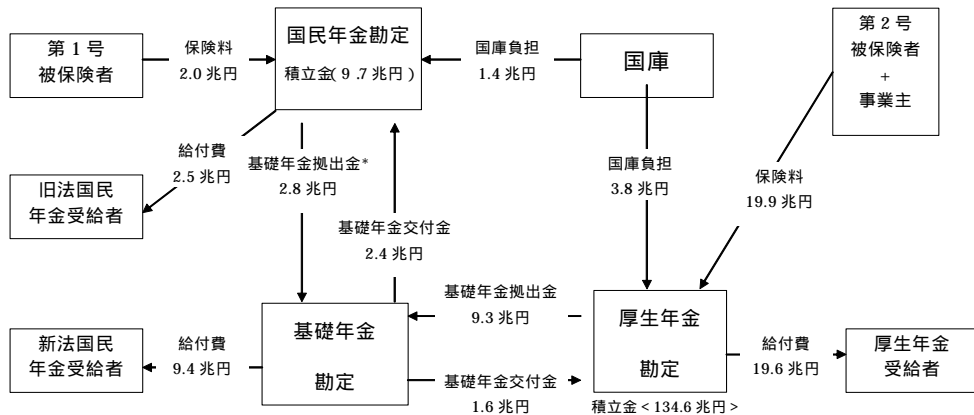 第１号
被保険者
保険料
2.0 兆円
国民年金勘定
積立金( 9 .7 兆円 )
国庫負担
1.4 兆円
国庫
第２号
被保険者
+
事業主
給付費
2.5 兆円
基礎年金拠出金*
2.8 兆円
国庫負担
3.8 兆円
保険料
19.9 兆円
旧法国民
年金受給者
基礎年金交付金
2.4 兆円
新法国民
年金受給者
給付費
9.4 兆円
基礎年金
勘定
基礎年金拠出金
9.3 兆円
基礎年金交付金
1.6 兆円
厚生年金
勘定
積立金 < 134.6 兆円 >
給付費
19.6 兆円
厚生年金
受給者